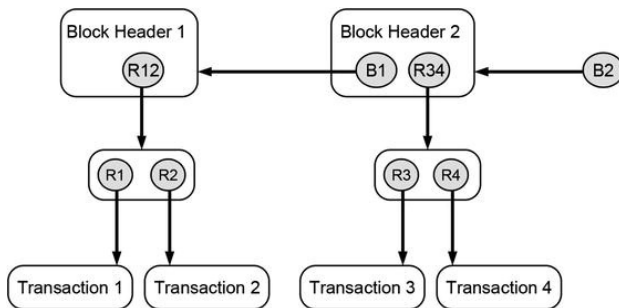 Block Header 1
Block Header 2
R12
B1
R34
B2
R1
R2
R3
R4
Transaction 1
Transaction 2
Transaction 3
Transaction 4